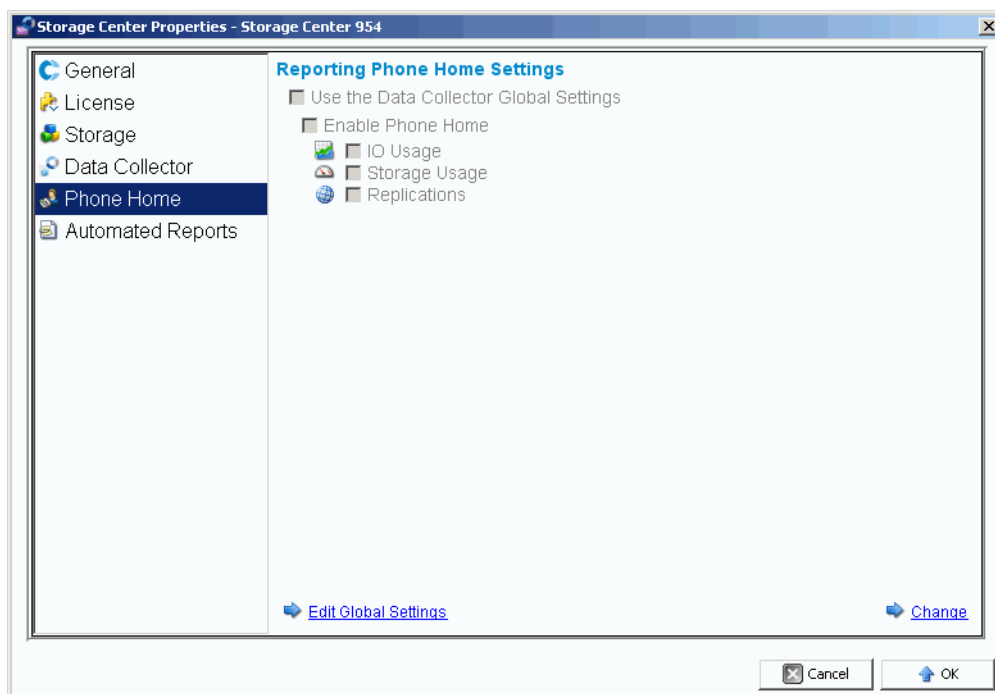 Storage Center Properties - Storage Center 954
General
License
Storage
Data Collector
Phone Home
Automated Reports
Reporting Phone Home Settings
Use the Data Collector Global Settings
Enable Phone Home
IO Usage
Storage Usage
Replications
Edit Global Settings
Change
Cancel
OK